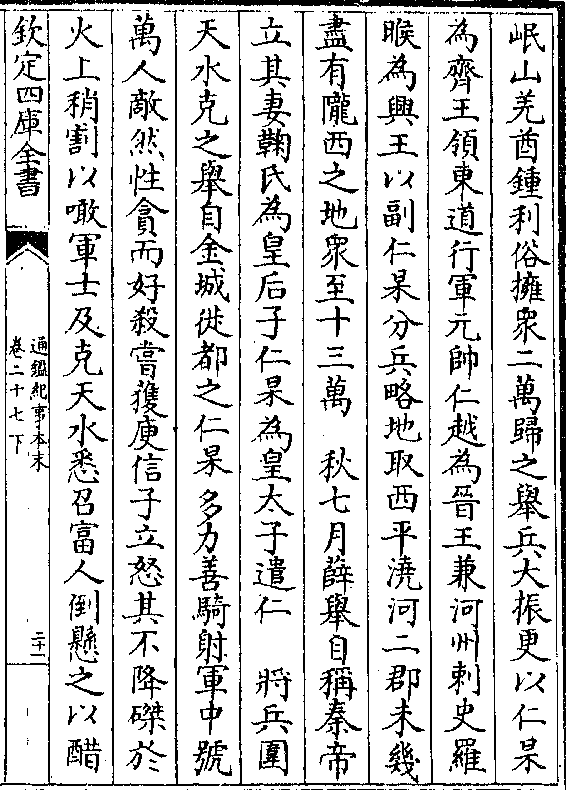 岷山羌酋鍾利俗擁衆二萬歸之舉兵大振更以仁杲
為齊王領東道行軍元帥仁越為晉王兼河州刺史羅
睺為興王以副仁杲分兵略地取西平澆河二郡未幾
盡有隴西之地衆至十三萬　秋七月薛舉自稱秦帝
立其妻鞠氏為皇后子仁杲為皇太子遣仁　將兵圍
天水克之舉自金城徙都之仁杲多力善騎射軍中號
萬人敵然性貪而好殺嘗獲庾信子立怒其不降磔於
火上稍割以噉軍士及克天水悉召富人倒懸之以醋
欽定四庫全書
通鑑紀事本末
卷二十七下
二十一